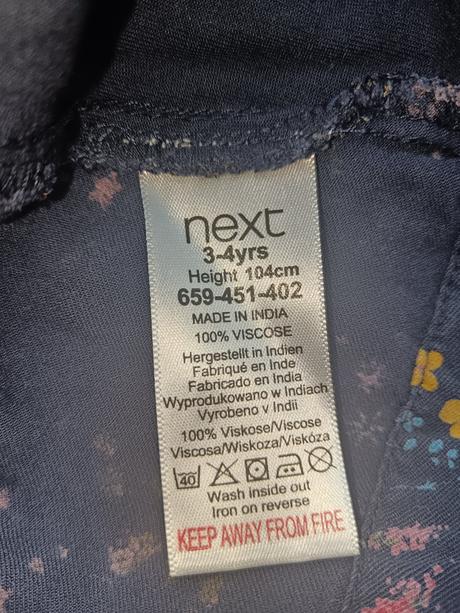 next
3-4yrs
Height 104cm
659-451-402
MADE IN INDIA
100% VISCOSE
Hergestellt in Indien
Fabriqué en Inde
Fabricado en India
Wyprodukowano w Indiach
Vyrobeno v Indii
100% Viskose/Viscose
Viscosa/Wiskoza/Viskóza
40
Wash inside out
Iron on reverse
KEEP AWAY FROM FIRE